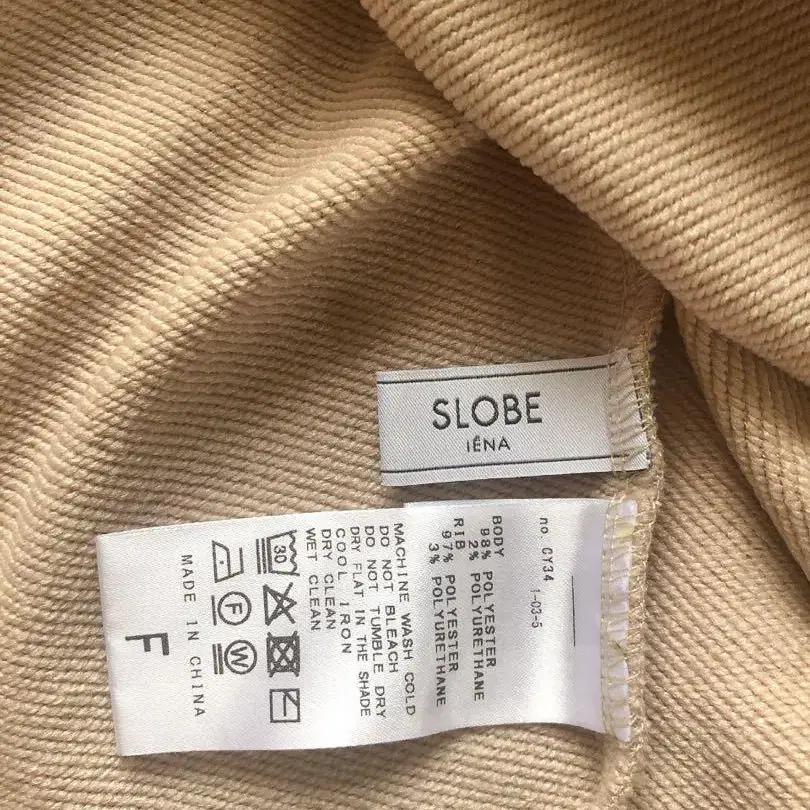 SLOBE
IÉNA
no. CY34
1-03-5
BODY
98% POLYESTER
2% POLYURETHANE
RIB
97% POLYESTER
3% POLYURETHANE
MACHINE WASH COLD
DO NOT BLEACH
DO NOT TUMBLE DRY
DRY FLAT IN THE SHADE
COOL IRON
DRY CLEAN
WET CLEAN
30
F
W
MADE IN CHINA
F